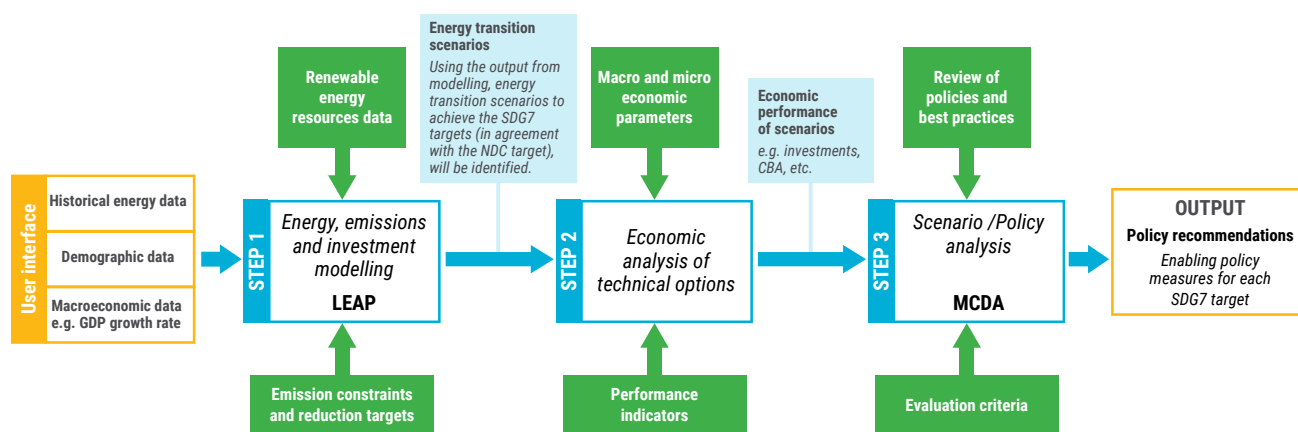 User interface
Historical energy data
Demographic data
Macroeconomic data
e.g. GDP growth rate
Renewable
energy
resources data
STEP 1
Energy, emissions
and investment
modelling
LEAP
Emission constraints
and reduction targets
Energy transition
scenarios
Using the output from
modelling, energy
transition scenarios to
achieve the SDG7
targets (in agreement
with the NDC target),
will be identified.
Macro and micro
economic
parameters
STEP 2
Economic
analysis of
technical options
Performance
indicators
Economic
performance
of scenarios
e.g. investments,
CBA, etc.
Review of
policies and
best practices
STEP 3
Scenario /Policy
analysis
MCDA
Evaluation criteria
OUTPUT
Policy recommendations
Enabling policy
measures for each
SDG7 target